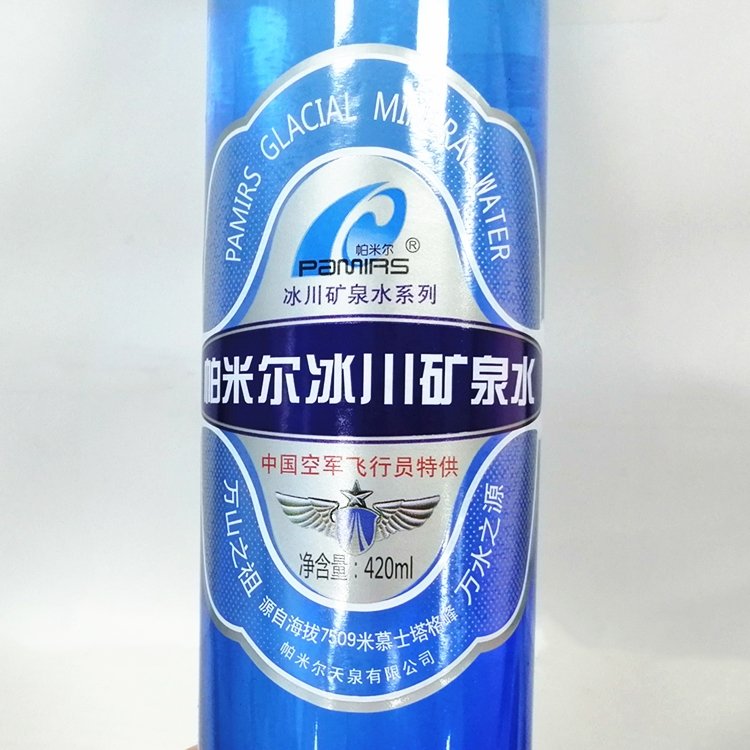 PAMIRS GLACIAL MINERAL WATER
帕米尔®
PAMIRS
冰川矿泉水系列
帕米尔冰川矿泉水
中国空军飞行员特供
净含量：420ml
万山之祖
万水之源
源自海拔7509米慕士塔格峰
帕米尔天泉有限公司